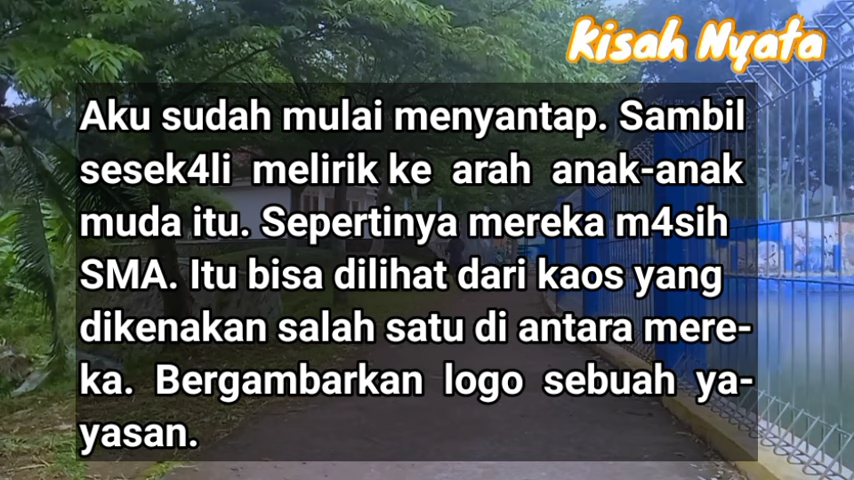 Kisah Nyata
Aku sudah mulai menyantap. Sambil
sesek4li melirik ke arah anak-anak
muda itu. Sepertinya mereka m4sih
SMA. Itu bisa dilihat dari kaos yang
dikenakan salah satu di antara mere-
ka. Bergambarkan logo sebuah ya-
yasan.